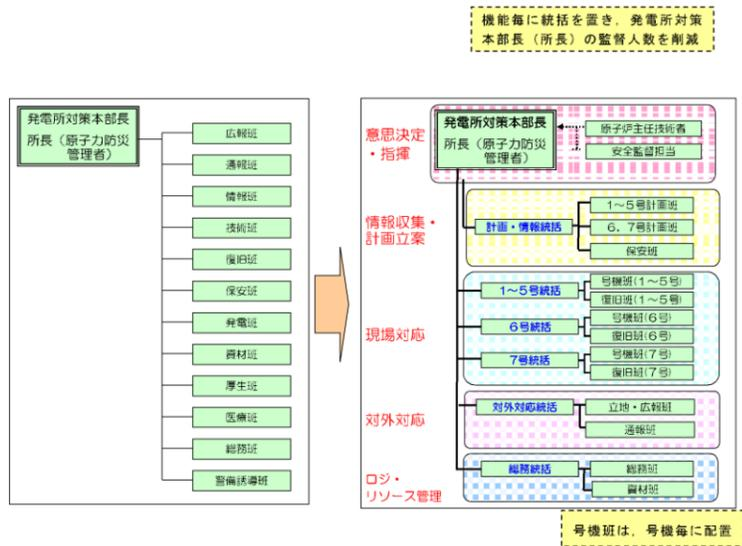 機能毎に統括を置き，発電所対策
本部長（所長）の監督人数を削減
発電所対策本部長
所長（原子力防災
管理者）
広報班
通報班
情報班
技術班
復旧班
保安班
発電班
資材班
厚生班
医療班
総務班
警備誘導班
意思決定
・指揮
発電所対策本部長
所長（原子力防災
管理者）
原子炉主任技術者
安全監督担当
情報収集・
計画立案
計画・情報統括
1～5号計画班
6，7号計画班
保安班
現場対応
1～5号統括
号機班(1～5号)
復旧班(1～5号)
6号統括
号機班(6号)
復旧班(6号)
7号統括
号機班(7号)
復旧班(7号)
対外対応
対外対応統括
立地・広報班
通報班
ロジ・
リソース管理
総務統括
総務班
資材班
号機班は，号機毎に配置